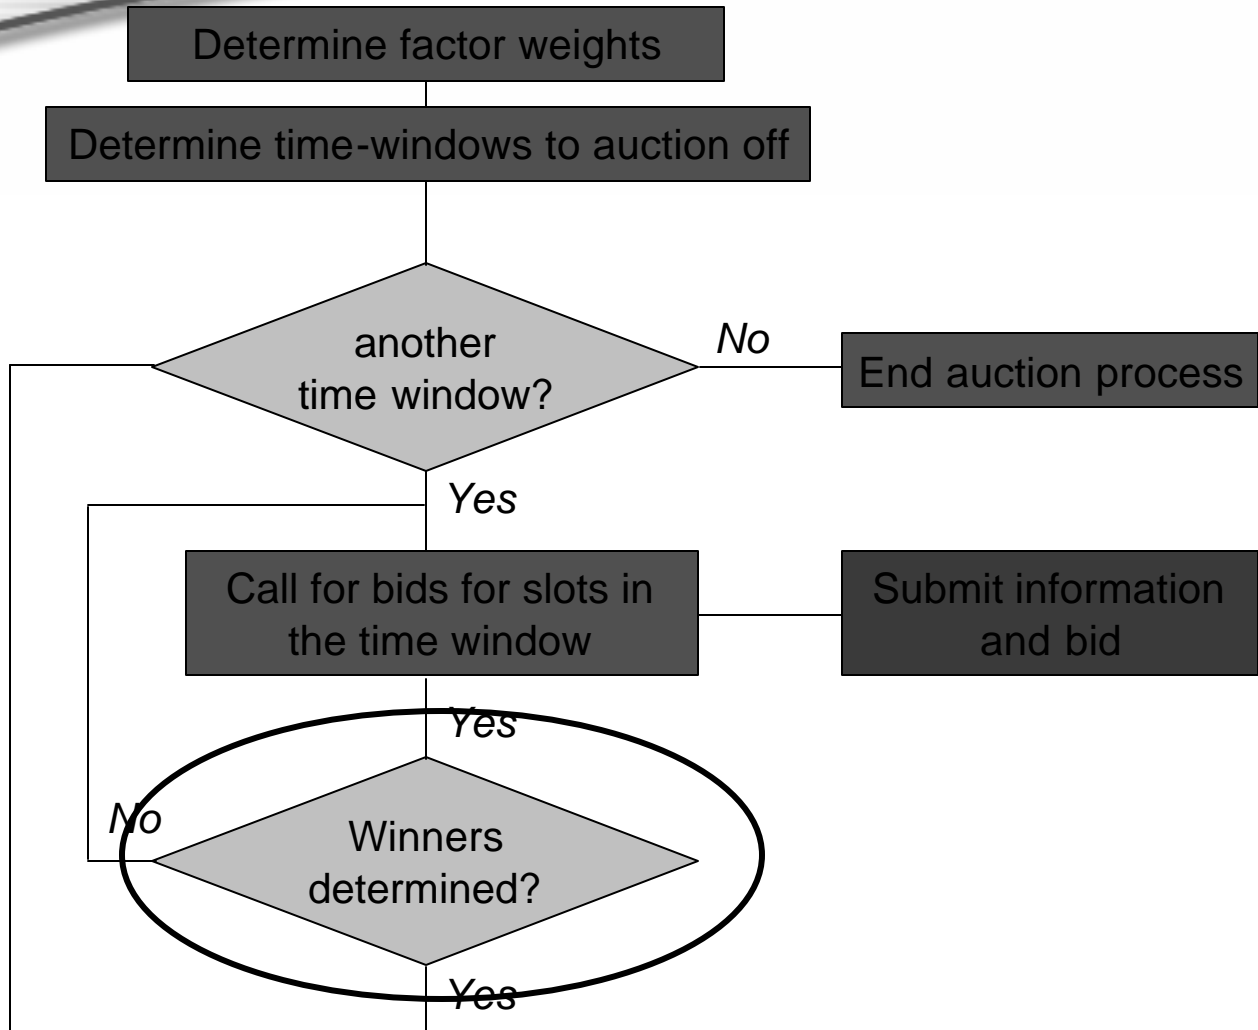 Determine factor weights
Determine time-windows to auction off
another
time window?
No
End auction process
Yes
Call for bids for slots in
the time window
Submit information
and bid
Yes
No
Winners
determined?
Yes